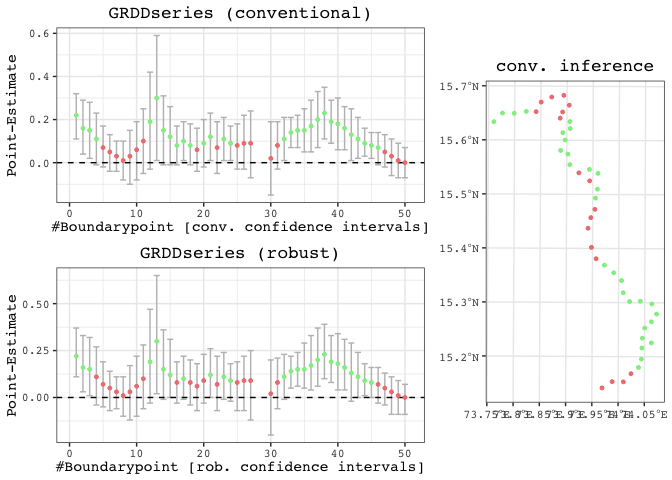 GRDDseries (conventional)
Point-Estimate
0.6
0.4
0.2
0.0
0
10
20
30
40
50
#Boundarypoint [conv. confidence intervals]
GRDDseries (robust)
Point-Estimate
0.50
0.25
0.00
0
10
20
30
40
50
#Boundarypoint [rob. confidence intervals]
conv. inference
15.7°N
15.6°N
15.5°N
15.4°N
15.3°N
15.2°N
73.75°E